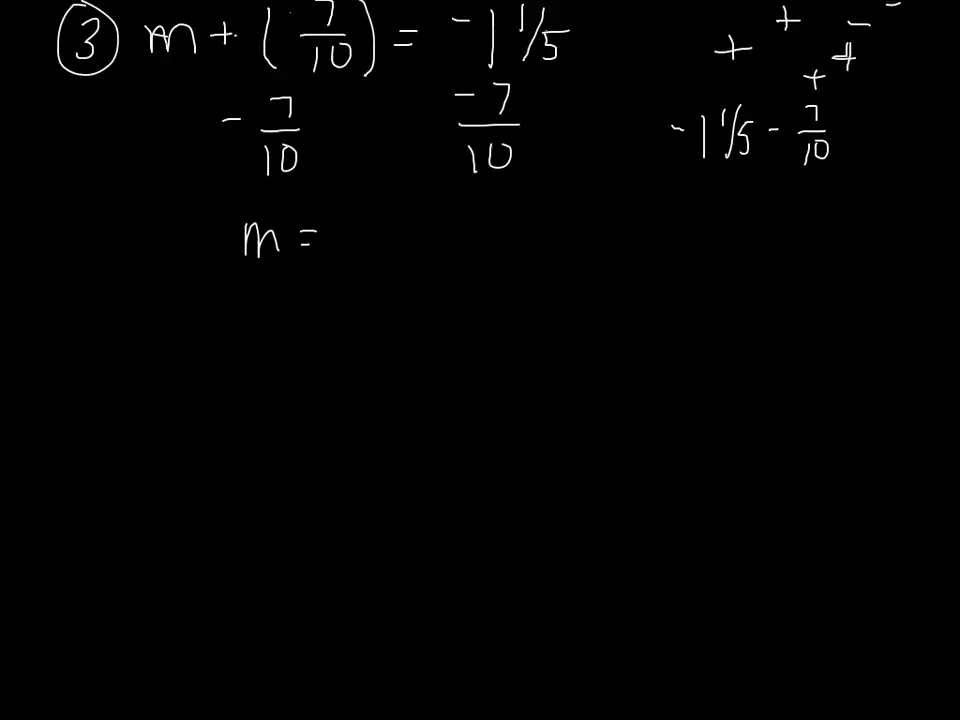 ③ m + (7/10) = -1 1/5
+ + - -
+ +
- 7/10 - 7/10
-1 1/5 - 7/10
m =